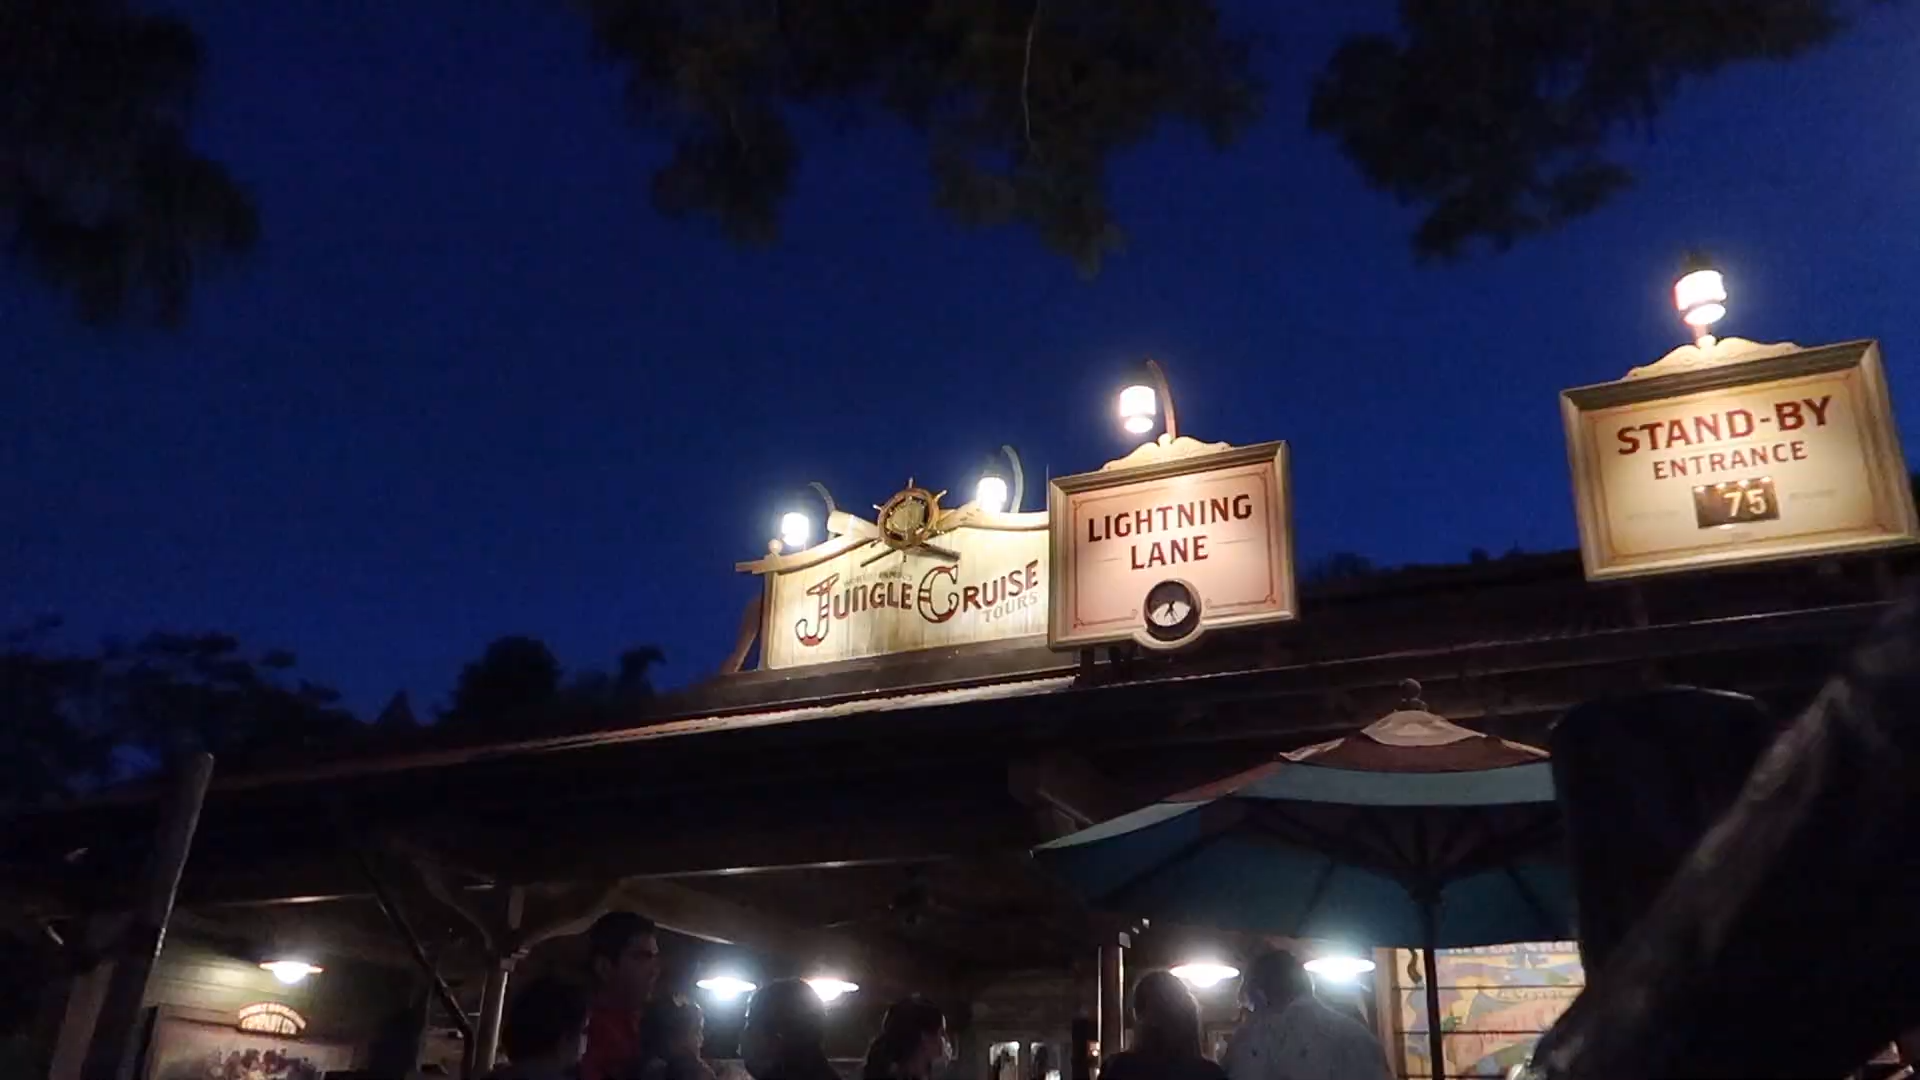 JUNGLE CRUISE
TOURS
LIGHTNING
LANE
STAND-BY
ENTRANCE
75